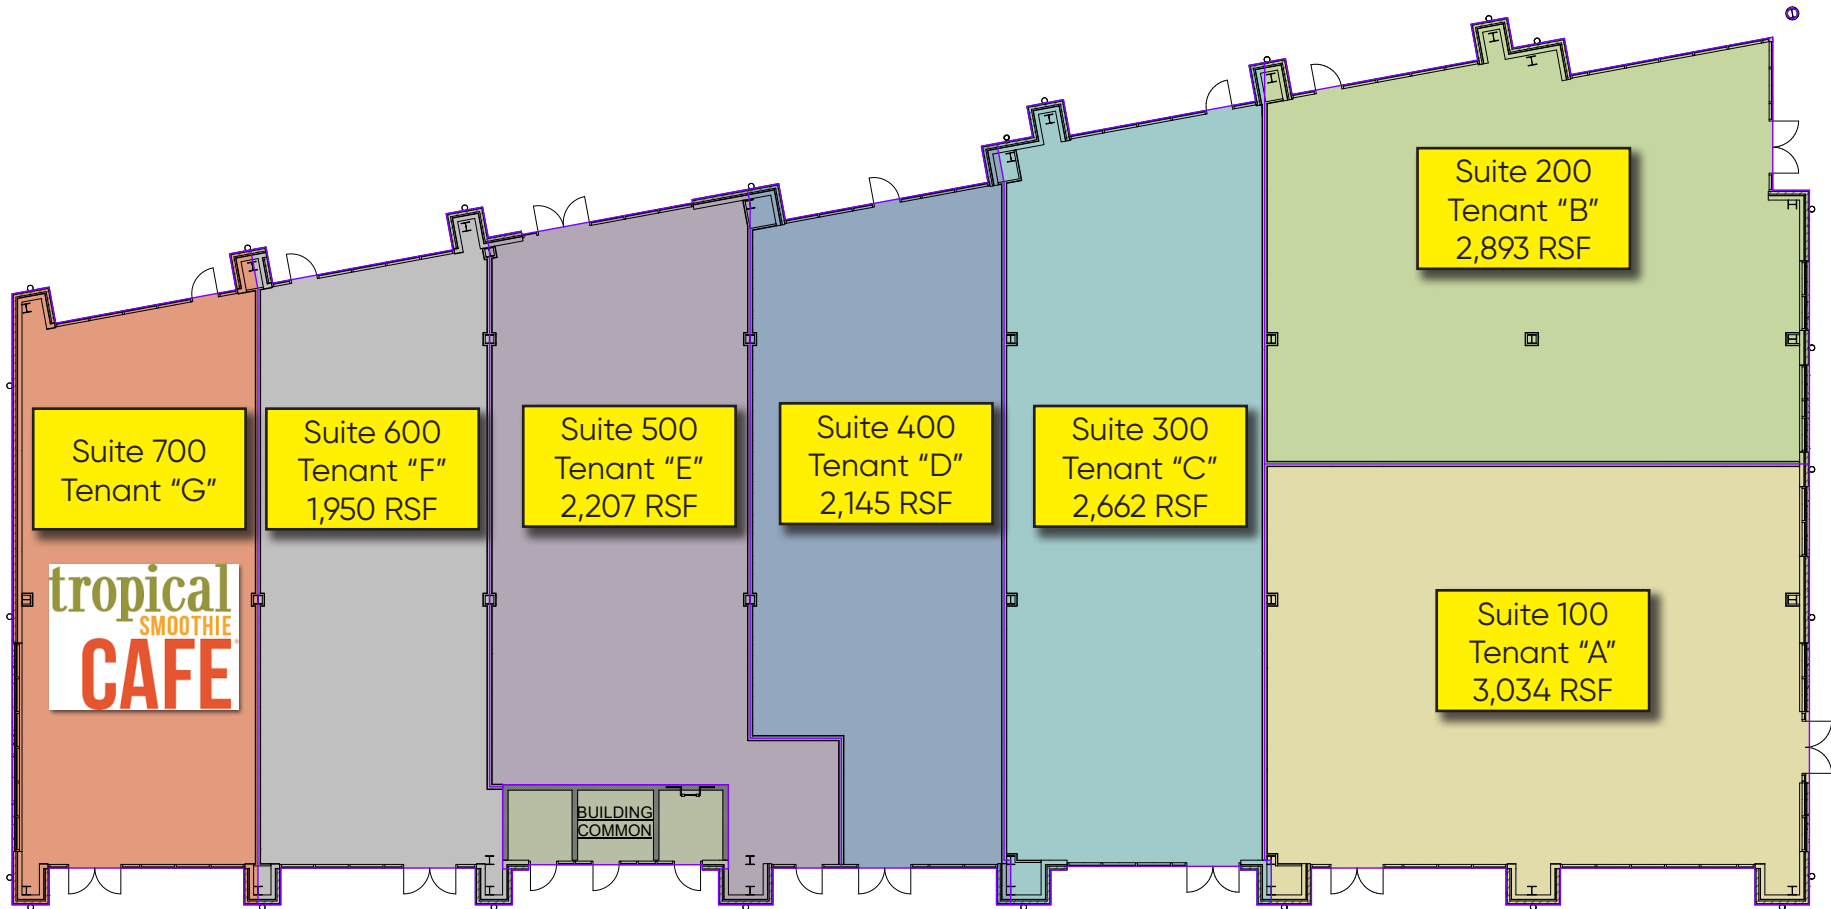 Suite 200
Tenant “B”
2,893 RSF
Suite 700
Tenant “G”
Suite 600
Tenant “F”
1,950 RSF
Suite 500
Tenant “E”
2,207 RSF
Suite 400
Tenant “D”
2,145 RSF
Suite 300
Tenant “C”
2,662 RSF
tropical
SMOOTHIE
CAFE
Suite 100
Tenant “A”
3,034 RSF
BUILDING
COMMON